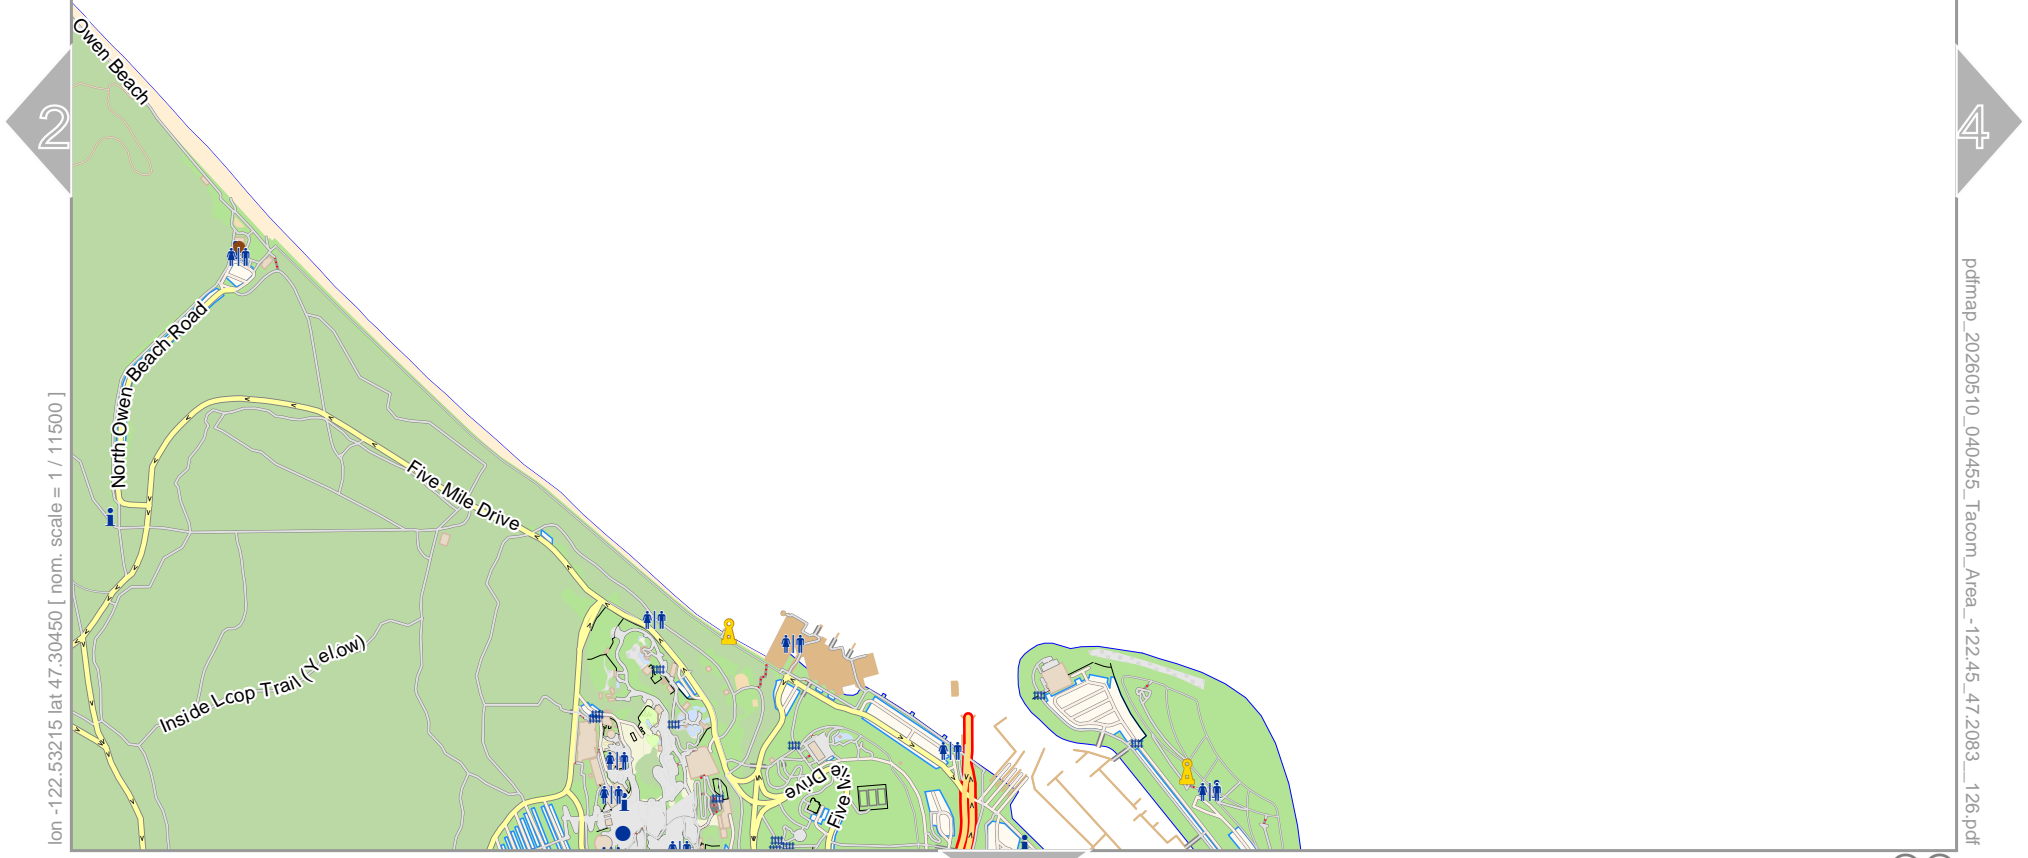 Owen Beach
2
4
North Owen Beach Road
Five Mile Drive
Inside Loop Trail (Yellow)
Five Mile Drive
lon -122.53215 lat 47.30450 [ nom. scale = 1 / 11500 ]
pdfmap_20260510_040455_Tacom_Area_-122.45_47.2083__126.pdf